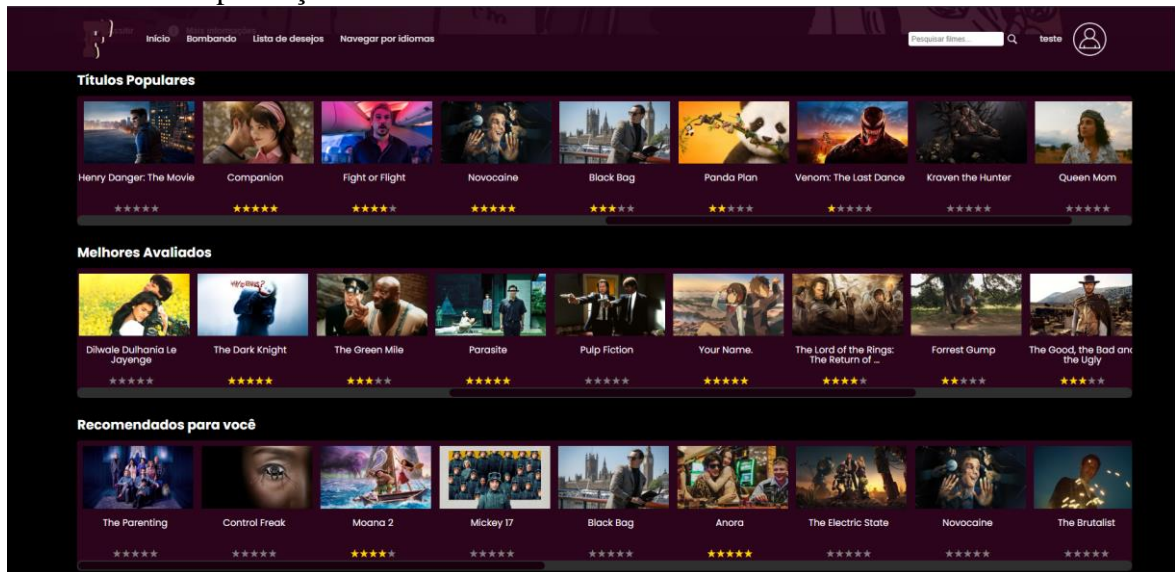 F
Início Bombando Lista de desejos Navegar por idiomas Pesquisar filmes... teste
Títulos Populares
Henry Danger: The Movie Companion Fight or Flight Novocaine Black Bag Panda Plan Venom: The Last Dance Kraven the Hunter Queen Mom
Melhores Avaliados
Dilwale Dulhania Le Jayenge The Dark Knight The Green Mile Parasite Pulp Fiction Your Name. The Lord of the Rings: The Return of ... Forrest Gump The Good, the Bad and the Ugly
Recomendados para você
The Parenting Control Freak Moana 2 Mickey 17 Black Bag Anora The Electric State Novocaine The Brutalist